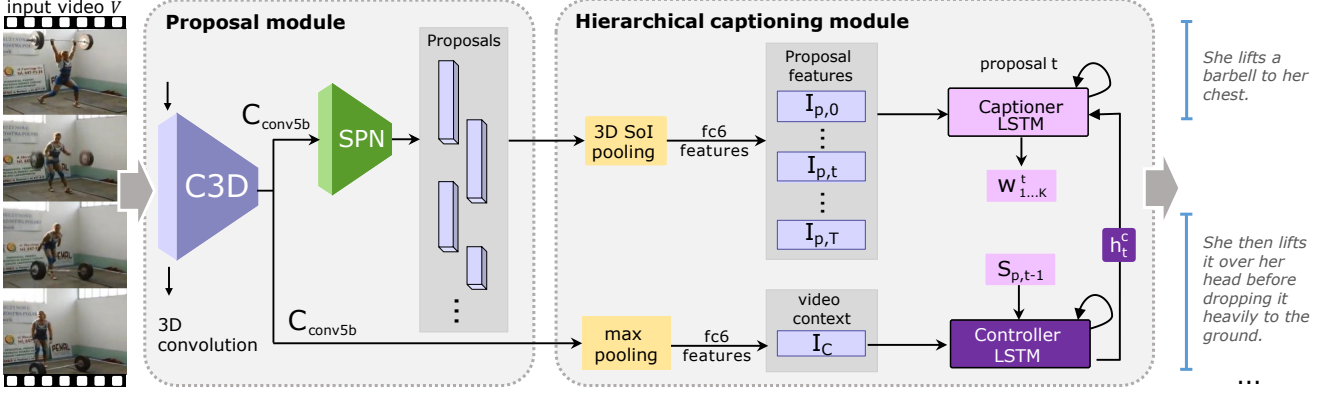 input video V
Proposal module
C3D
3D
convolution
C_conv5b
SPN
C_conv5b
Proposals
⋮
Hierarchical captioning module
3D SoI
pooling
fc6
features
max
pooling
fc6
features
Proposal
features
I_p,0
⋮
I_p,t
⋮
I_p,T
video
context
I_C
proposal t
Captioner
LSTM
w^t_1...K
h^c_t
S_p,t-1
Controller
LSTM
She lifts a
barbell to her
chest.
She then lifts
it over her
head before
dropping it
heavily to the
ground.
...